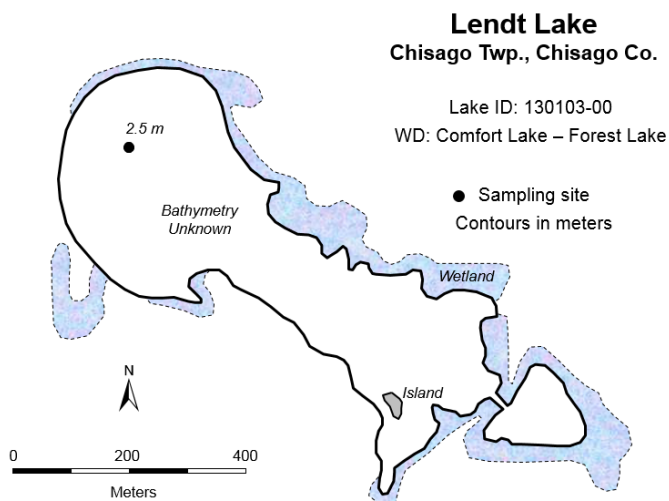 Lendt Lake
Chisago Twp., Chisago Co.
Lake ID: 130103-00
WD: Comfort Lake – Forest Lake
2.5 m
Sampling site
Contours in meters
Bathymetry
Unknown
Wetland
Island
N
0 200 400
Meters